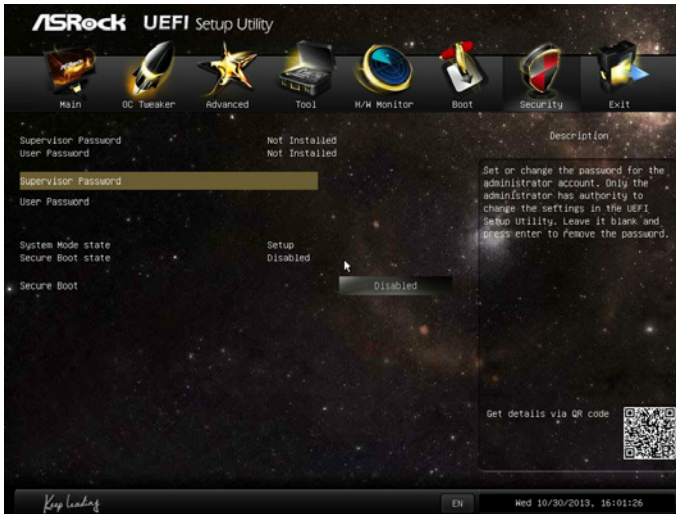 ASRock UEFI Setup Utility
Main OC Tweaker Advanced Tool H/W Monitor Boot Security Exit
Supervisor Password Not Installed
User Password Not Installed
Supervisor Password
User Password
System Mode state Setup
Secure Boot state Disabled
Secure Boot Disabled
Description
Set or change the password for the
administrator account. Only the
administrator has authority to
change the settings in the UEFI
Setup Utility. Leave it blank and
press enter to remove the password.
Get details via QR code
Keep Leading
EN Wed 10/30/2013, 16:01:26